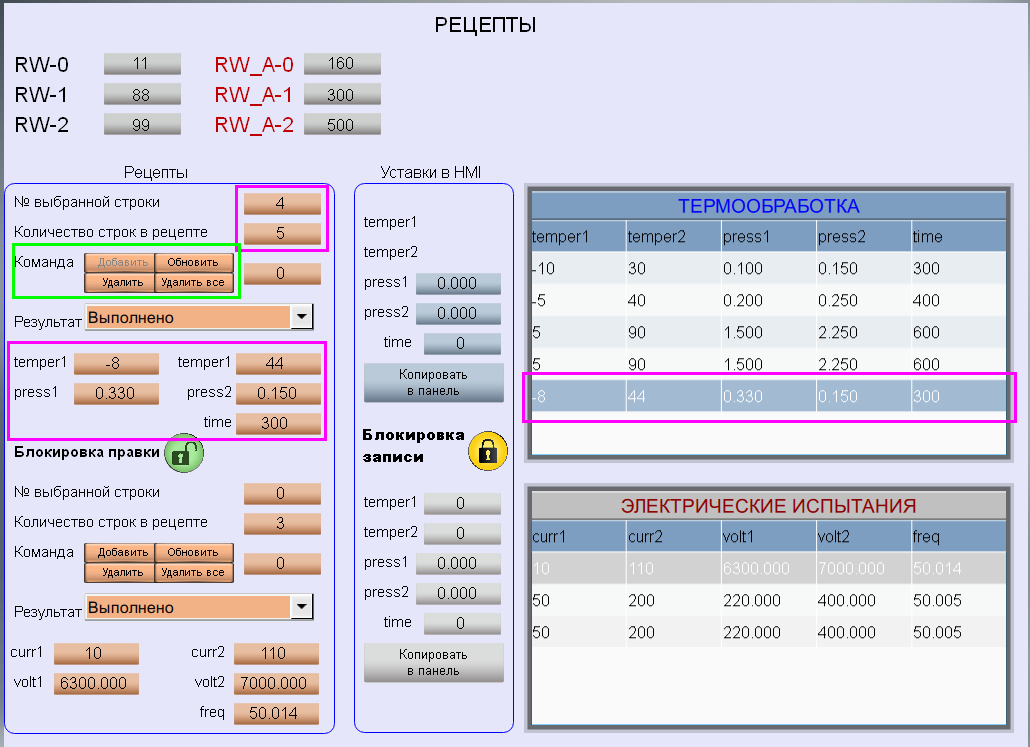 РЕЦЕПТЫ
RW-0 11 RW_A-0 160
RW-1 88 RW_A-1 300
RW-2 99 RW_A-2 500
Рецепты
№ выбранной строки 4
Количество строк в рецепте 5
Команда Добавить Обновить 0
Удалить Удалить все
Результат Выполнено
temper1 -8 temper1 44
press1 0.330 press2 0.150
time 300
Блокировка правки
№ выбранной строки 0
Количество строк в рецепте 3
Команда Добавить Обновить 0
Удалить Удалить все
Результат Выполнено
curr1 10 curr2 110
volt1 6300.000 volt2 7000.000
freq 50.014
Уставки в HMI
temper1
temper2
press1 0.000
press2 0.000
time 0
Копировать
в панель
Блокировка
записи
temper1 0
temper2 0
press1 0.000
press2 0.000
time 0
Копировать
в панель
ТЕРМООБРАБОТКА
temper1 temper2 press1 press2 time
-10 30 0.100 0.150 300
-5 40 0.200 0.250 400
5 90 1.500 2.250 600
5 90 1.500 2.250 600
-8 44 0.330 0.150 300
ЭЛЕКТРИЧЕСКИЕ ИСПЫТАНИЯ
curr1 curr2 volt1 volt2 freq
10 110 6300.000 7000.000 50.014
50 200 220.000 400.000 50.005
50 200 220.000 400.000 50.005